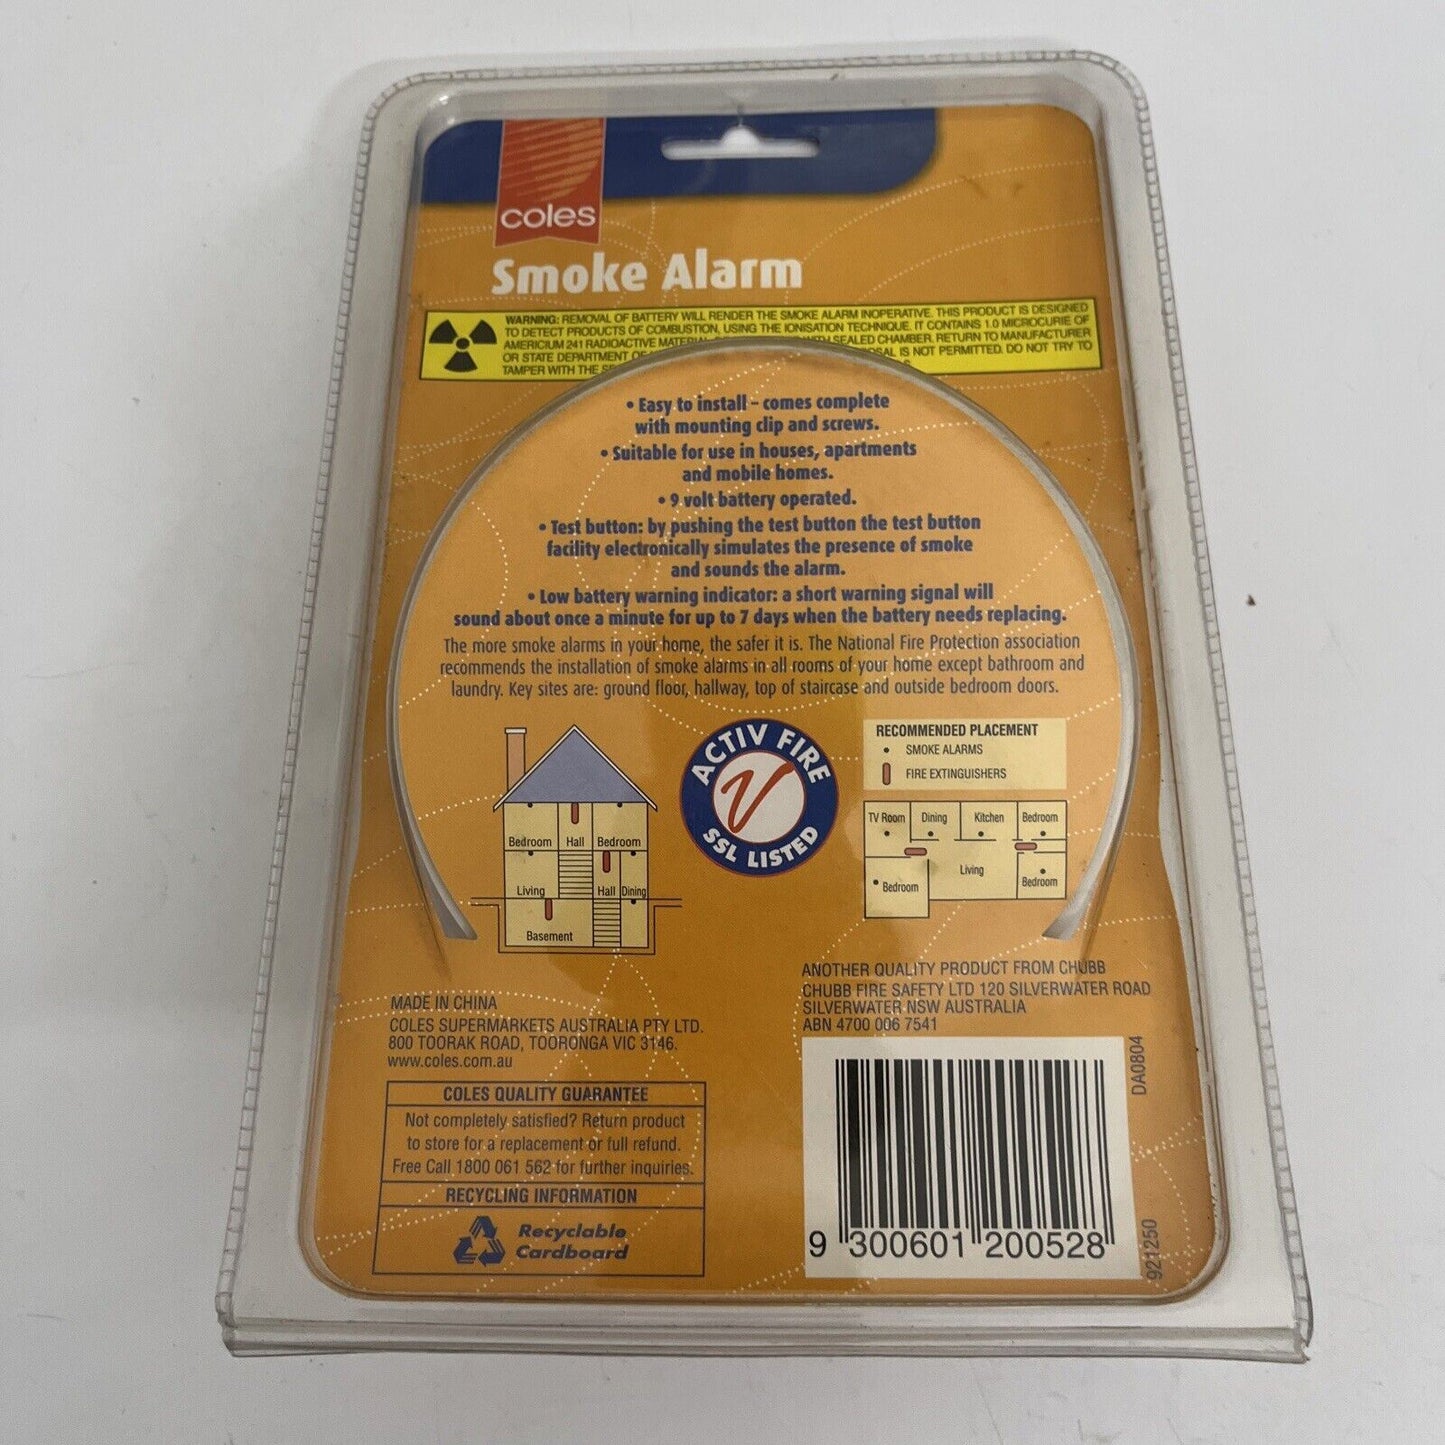 coles
Smoke Alarm
WARNING: REMOVAL OF BATTERY WILL RENDER THE SMOKE ALARM INOPERATIVE. THIS PRODUCT IS DESIGNED
TO DETECT PRODUCTS OF COMBUSTION, USING THE IONISATION TECHNIQUE. IT CONTAINS 1.0 MICROCURIE OF
AMERICIUM 241 RADIOACTIVE MATERIAL SEALED CHAMBER. RETURN TO MANUFACTURER
OR STATE DEPARTMENT OF IS NOT PERMITTED. DO NOT TRY TO
TAMPER WITH THE
• Easy to install – comes complete
with mounting clip and screws.
• Suitable for use in houses, apartments
and mobile homes.
• 9 volt battery operated.
• Test button: by pushing the test button the test button
facility electronically simulates the presence of smoke
and sounds the alarm.
• Low battery warning indicator: a short warning signal will
sound about once a minute for up to 7 days when the battery needs replacing.
The more smoke alarms in your home, the safer it is. The National Fire Protection association
recommends the installation of smoke alarms in all rooms of your home except bathroom and
laundry. Key sites are: ground floor, hallway, top of staircase and outside bedroom doors.
Bedroom Hall Bedroom
Living Hall Dining
Basement
ACTIV FIRE
V
SSL LISTED
RECOMMENDED PLACEMENT
• SMOKE ALARMS
FIRE EXTINGUISHERS
TV Room Dining Kitchen Bedroom
Living
Bedroom Bedroom
MADE IN CHINA
COLES SUPERMARKETS AUSTRALIA PTY LTD.
800 TOORAK ROAD, TOORONGA VIC 3146.
www.coles.com.au
COLES QUALITY GUARANTEE
Not completely satisfied? Return product
to store for a replacement or full refund.
Free Call 1800 061 562 for further inquiries.
RECYCLING INFORMATION
Recyclable
Cardboard
ANOTHER QUALITY PRODUCT FROM CHUBB
CHUBB FIRE SAFETY LTD 120 SILVERWATER ROAD
SILVERWATER NSW AUSTRALIA
ABN 4700 006 7541
DA0804
9 300601 200528
921250